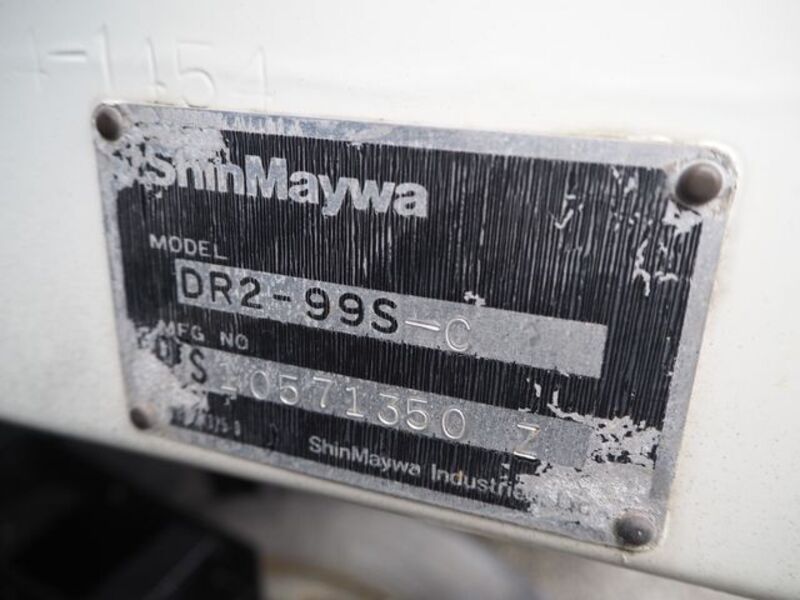 -1154
ShinMaywa
MODEL
DR2-99S-C
MFG NO
S-0571350 Z
ShinMaywa Industries,